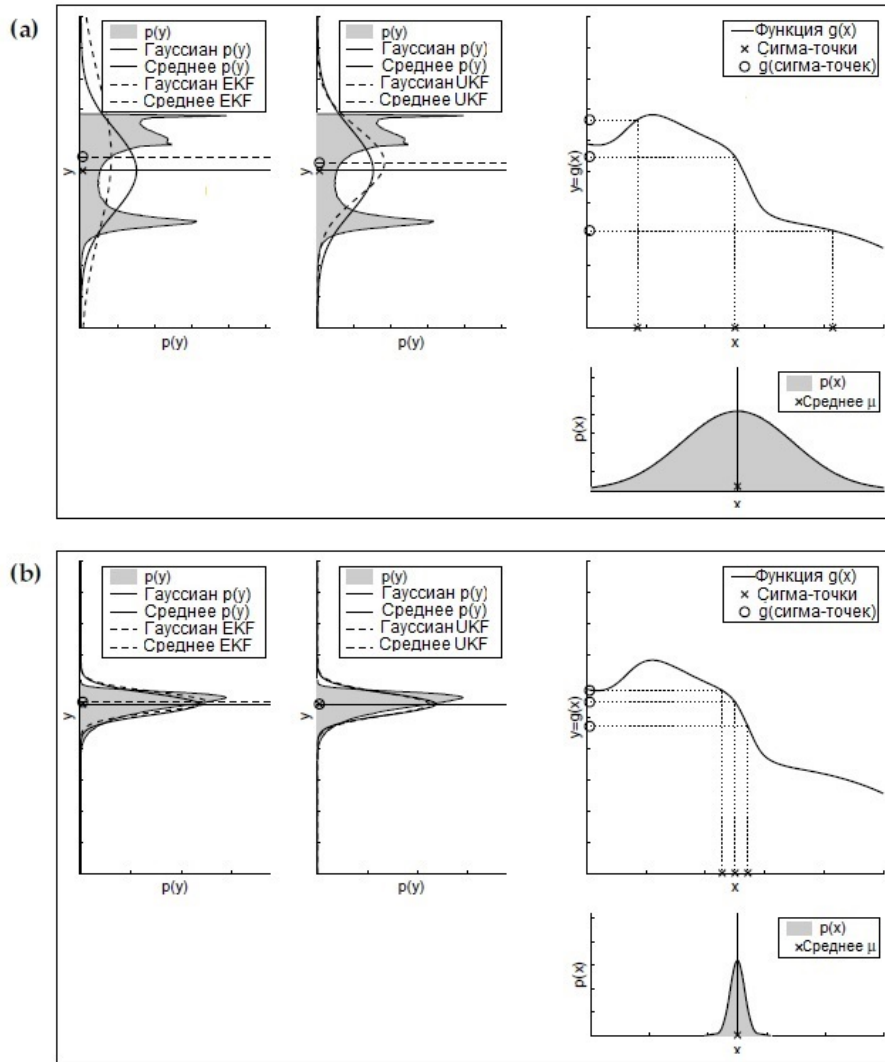 (a)
p(y)
Гауссиан p(y)
Среднее p(y)
Гауссиан EKF
Среднее EKF
y
p(y)
p(y)
Гауссиан p(y)
Среднее p(y)
Гауссиан UKF
Среднее UKF
y
p(y)
Функция g(x)
Сигма-точки
g(сигма-точек)
y=g(x)
x
p(x)
Среднее μ
p(x)
x
(b)
p(y)
Гауссиан p(y)
Среднее p(y)
Гауссиан EKF
Среднее EKF
y
p(y)
p(y)
Гауссиан p(y)
Среднее p(y)
Гауссиан UKF
Среднее UKF
y
p(y)
Функция g(x)
Сигма-точки
g(сигма-точек)
y=g(x)
x
p(x)
Среднее μ
p(x)
x